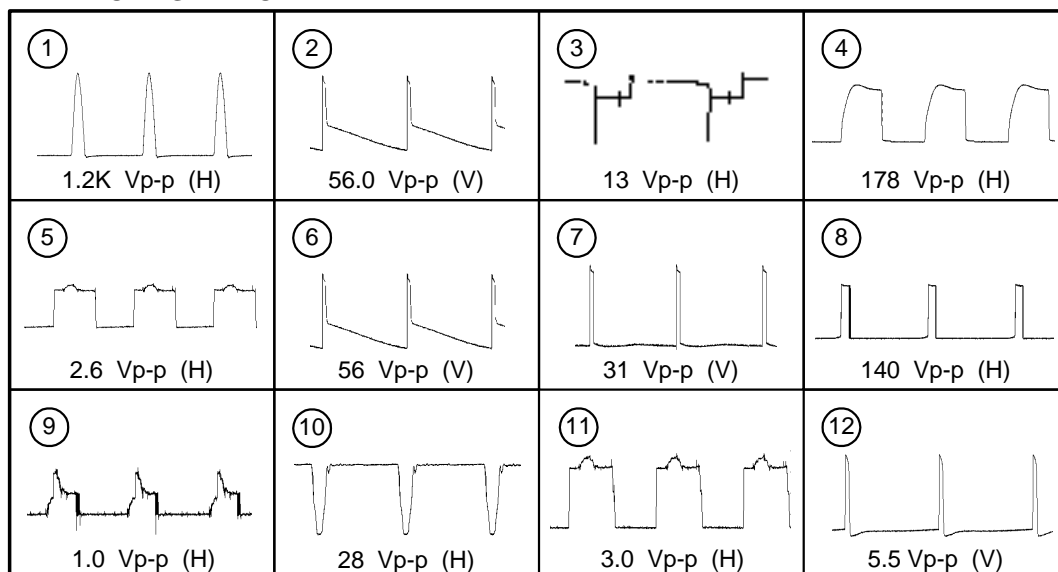 1 2 3 4
1.2K Vp-p (H) 56.0 Vp-p (V) 13 Vp-p (H) 178 Vp-p (H)
5 6 7 8
2.6 Vp-p (H) 56 Vp-p (V) 31 Vp-p (V) 140 Vp-p (H)
9 10 11 12
1.0 Vp-p (H) 28 Vp-p (H) 3.0 Vp-p (H) 5.5 Vp-p (V)